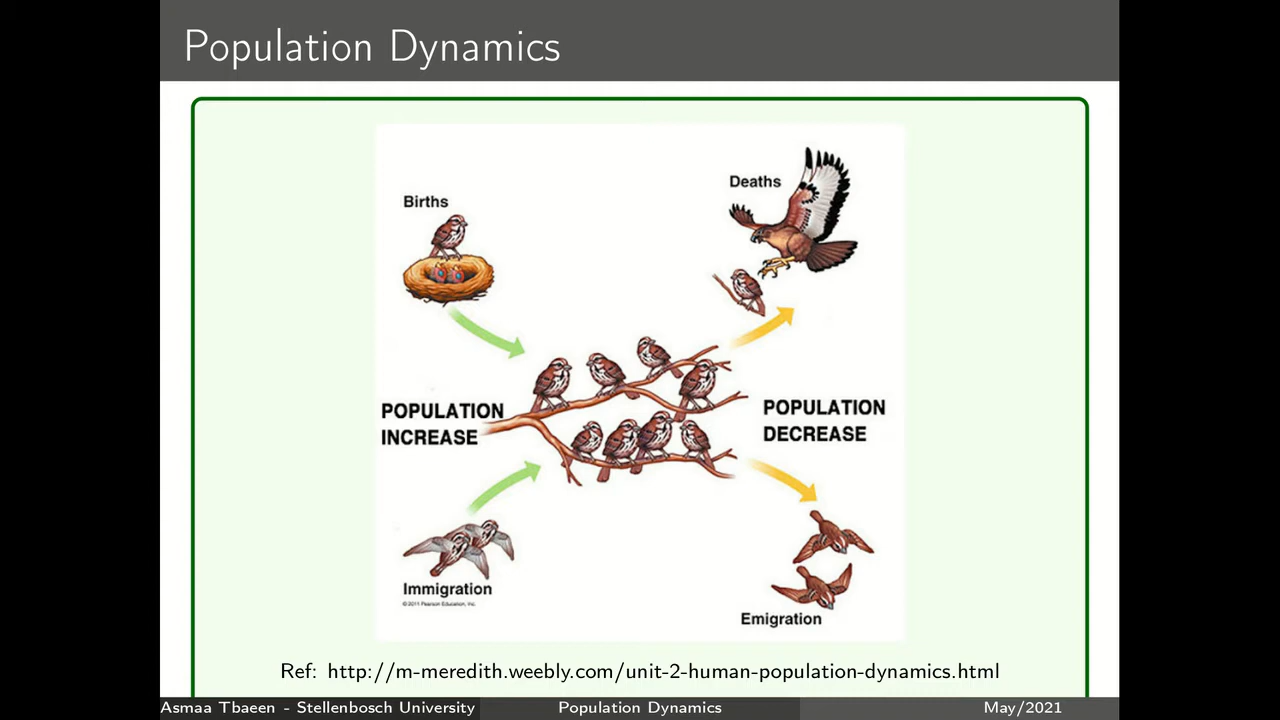 Population Dynamics
Births
Deaths
POPULATION
INCREASE
POPULATION
DECREASE
Immigration
©2011 Pearson Education, Inc.
Emigration
Ref: http://m-meredith.weebly.com/unit-2-human-population-dynamics.html
Asmaa Tbaeen - Stellenbosch University
Population Dynamics
May/2021